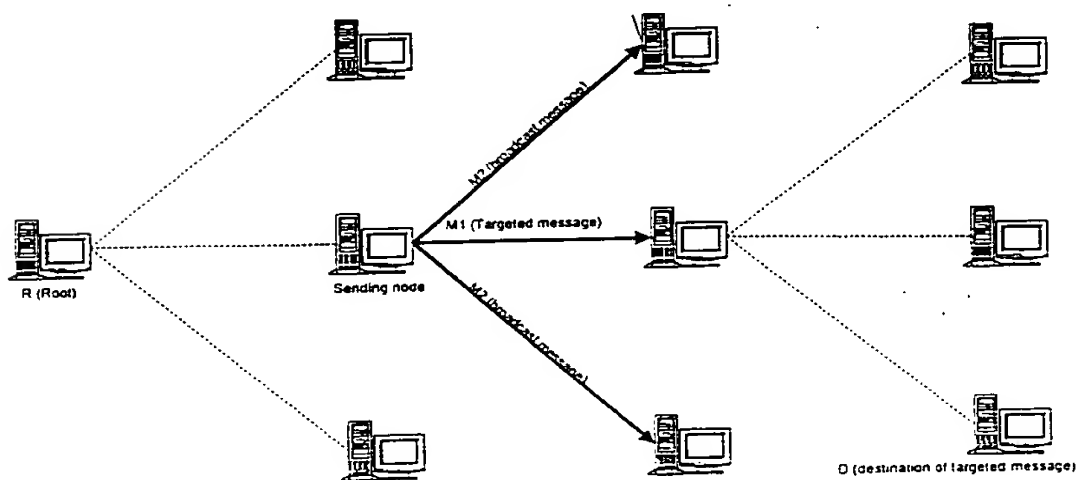 M2 (broadcast message)
M1 (Targeted message)
R (Root)
Sending node
M2 (broadcast message)
D (destination of targeted message)